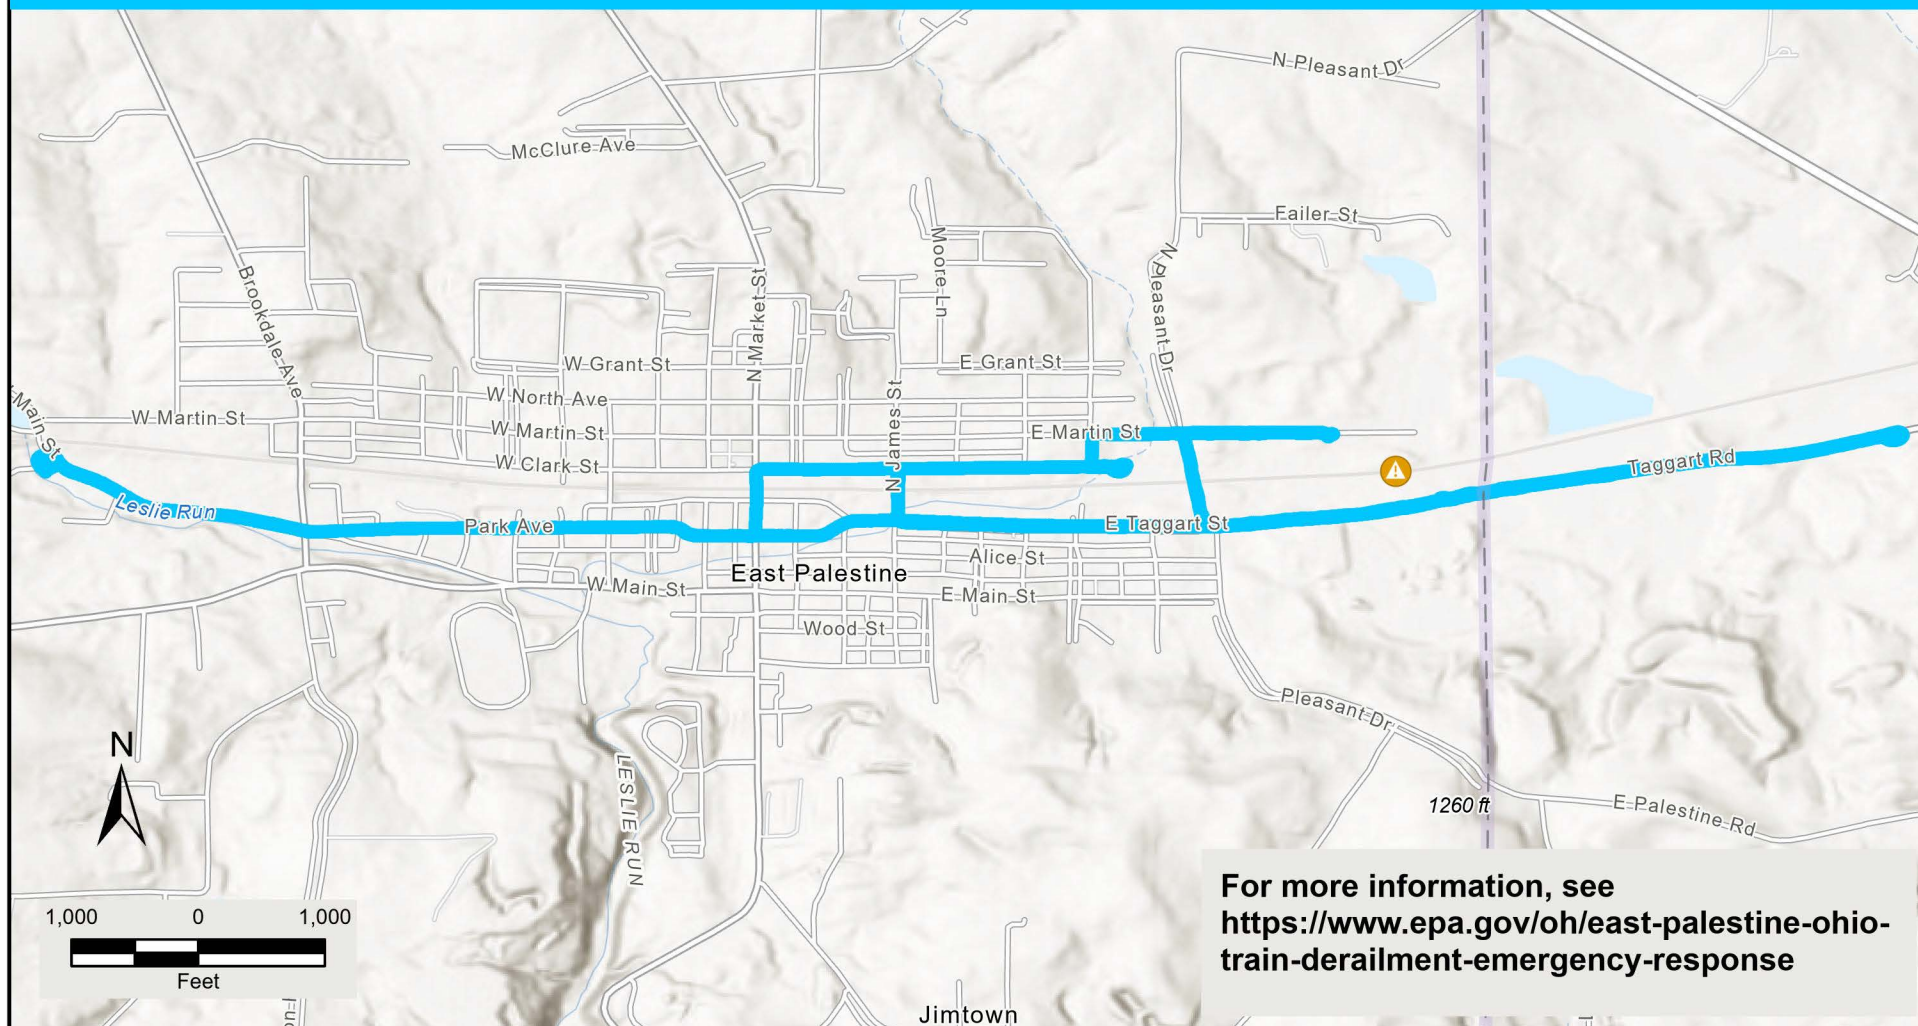 N Pleasant Dr
McClure Ave
Failer St
Moore Ln
N Pleasant Dr
Brookdale Ave
N Market St
W Grant St
E Grant St
W North Ave
N James St
Main St
W Martin St
W Martin St
E Martin St
W Clark St
Taggart Rd
Leslie Run
Park Ave
E Taggart St
Alice St
East Palestine
W Main St
E Main St
Wood St
Pleasant Dr
N
LESLIE RUN
1260 ft
E Palestine Rd
For more information, see
https://www.epa.gov/oh/east-palestine-ohio-
train-derailment-emergency-response
1,000 0 1,000
Feet
Jimtown